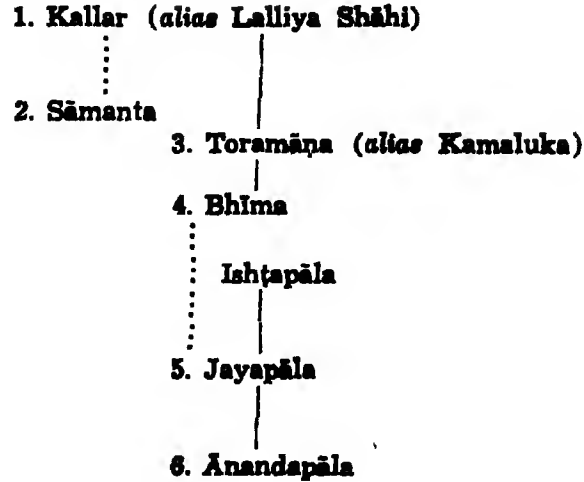 1. Kallar (alias Lalliya Shāhi)
2. Sāmanta
3. Toramāṇa (alias Kamaluka)
4. Bhīma
Ishṭapāla
5. Jayapāla
6. Ānandapāla